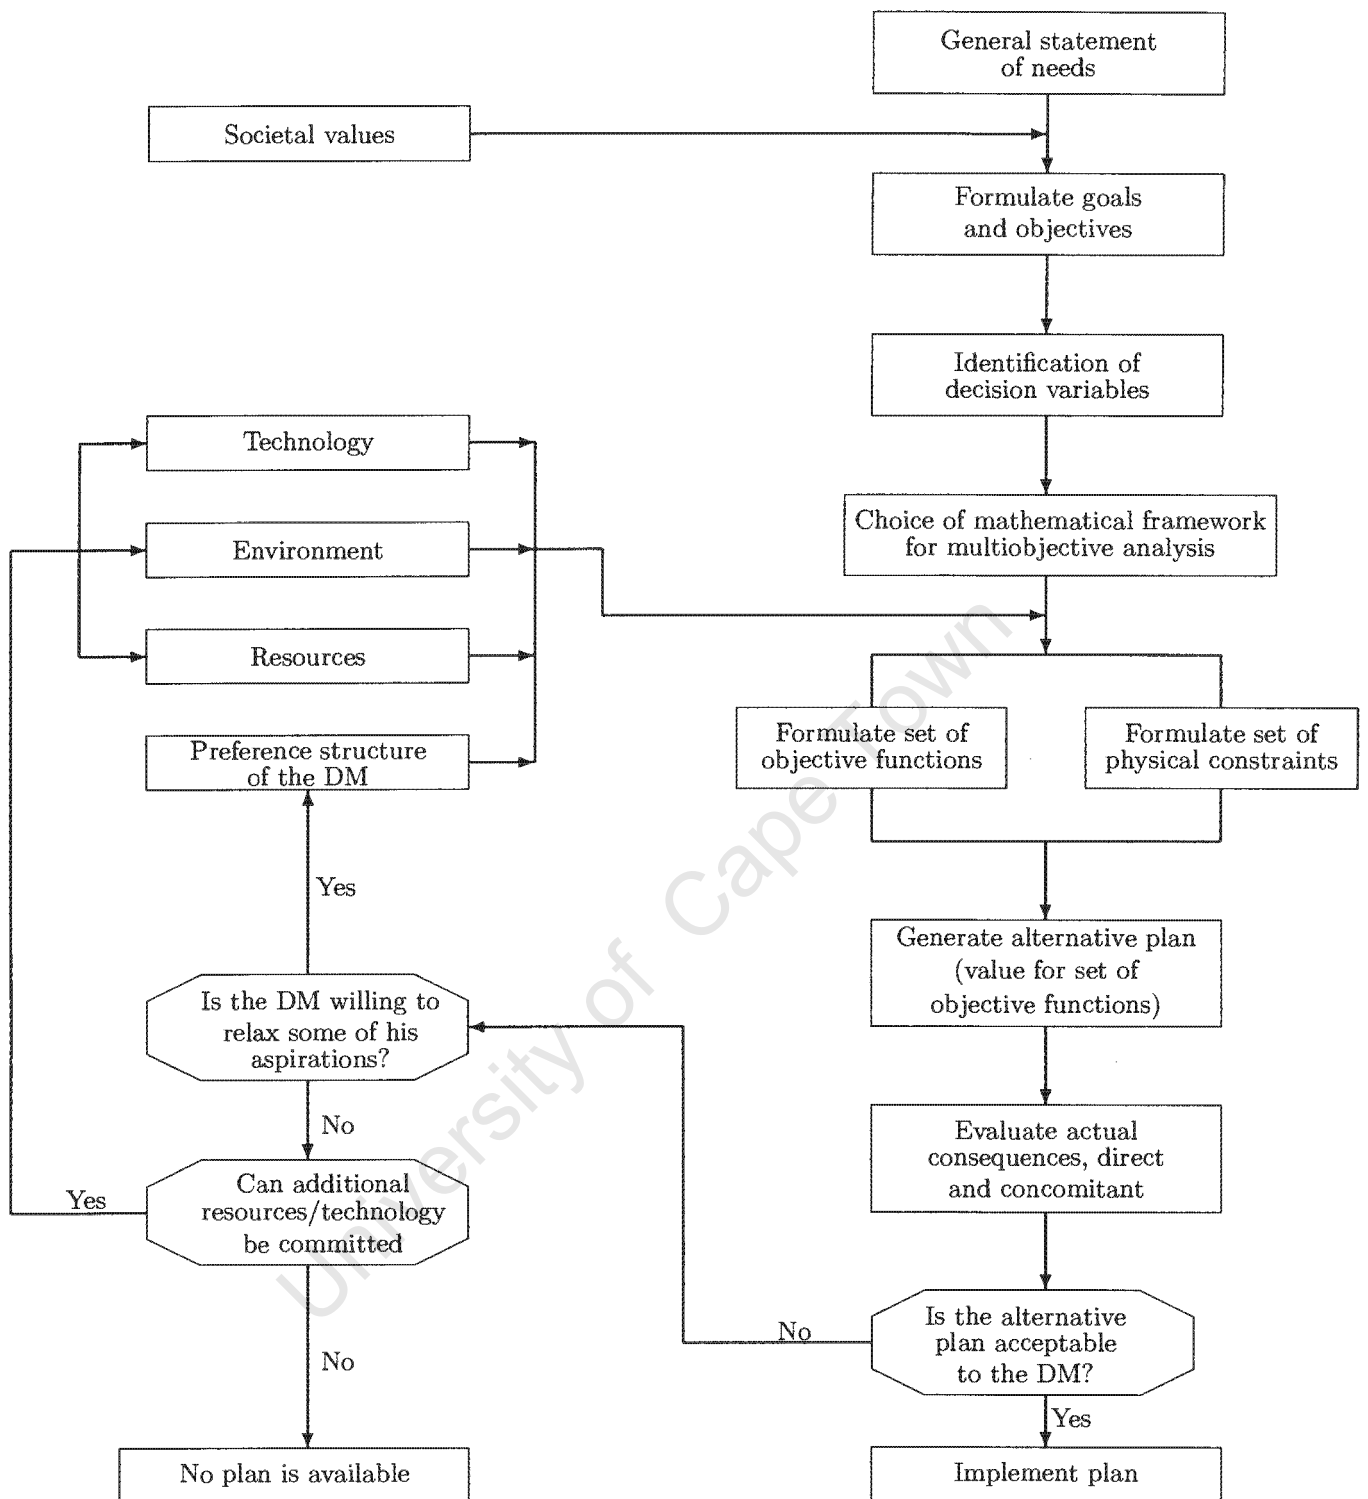 General statement
of needs
Societal values
Formulate goals
and objectives
Identification of
decision variables
Technology
Choice of mathematical framework
for multiobjective analysis
Environment
Resources
Preference structure
of the DM
Formulate set of
objective functions
Formulate set of
physical constraints
Yes
Generate alternative plan
(value for set of
objective functions)
Is the DM willing to
relax some of his
aspirations?
No
Evaluate actual
consequences, direct
and concomitant
Yes
Can additional
resources/technology
be committed
No
Is the alternative
plan acceptable
to the DM?
No
Yes
No plan is available
Implement plan
University of Cape Town